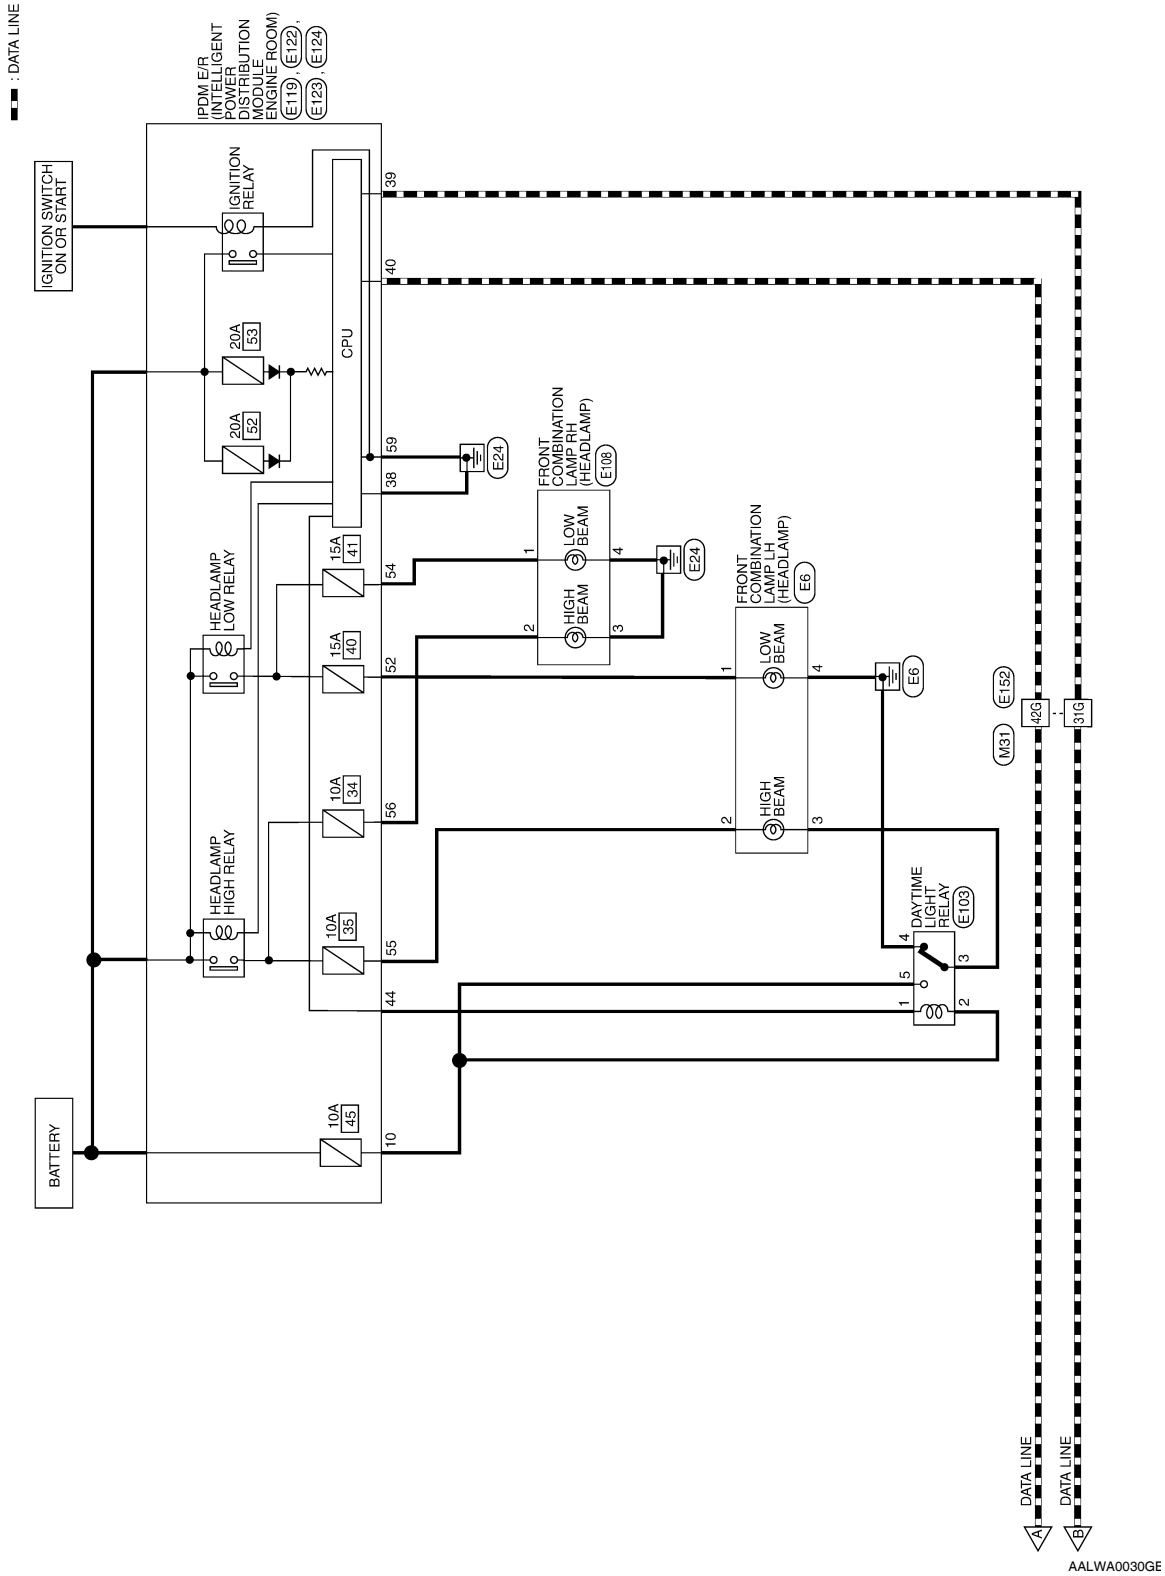 : DATA LINE
IGNITION SWITCH
ON OR START
BATTERY
IPDM E/R
(INTELLIGENT
POWER
DISTRIBUTION
MODULE
ENGINE ROOM)
E119 , E122 ,
E123 , E124
IGNITION
RELAY
20A
53
20A
52
CPU
HEADLAMP
LOW RELAY
HEADLAMP
HIGH RELAY
15A
41
15A
40
10A
34
10A
35
10A
45
39
40
59
38
54
52
56
55
44
10
E24
FRONT
COMBINATION
LAMP RH
(HEADLAMP)
E108
1
LOW
BEAM
4
2
HIGH
BEAM
3
E24
FRONT
COMBINATION
LAMP LH
(HEADLAMP)
E6
1
LOW
BEAM
4
2
HIGH
BEAM
3
E6
DAYTIME
LIGHT
RELAY
E103
4
5
3
1
2
M31
E152
42G
31G
DATA LINE
A
DATA LINE
B
AALWA0030GE